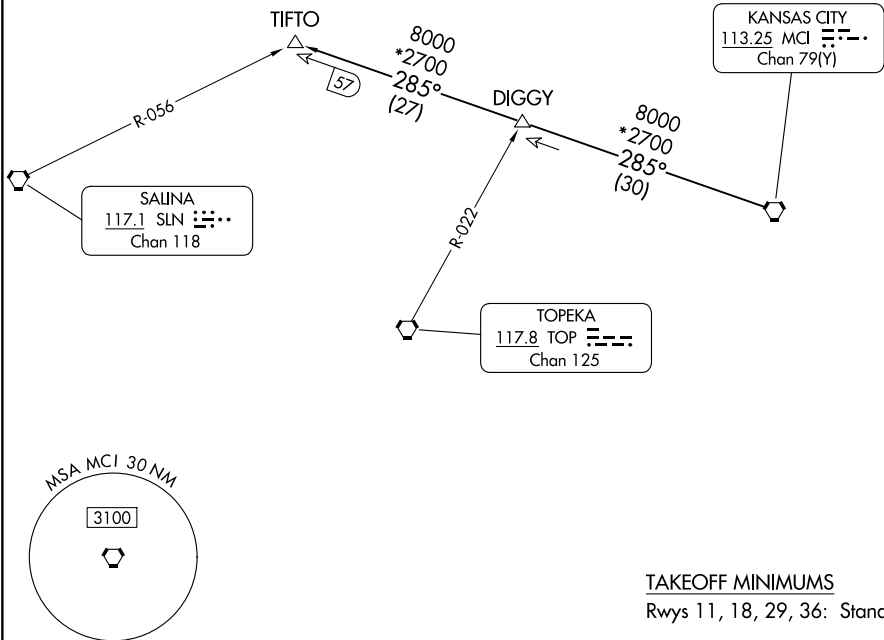 TIFTO
8000
*2700
285°
(27)
57
KANSAS CITY
113.25 MCI
Chan 79(Y)
DIGGY
8000
*2700
285°
(30)
R-056
SALINA
117.1 SLN
Chan 118
R-022
TOPEKA
117.8 TOP
Chan 125
MSA MCI 30 NM
3100
TAKEOFF MINIMUMS
Rwys 11, 18, 29, 36: